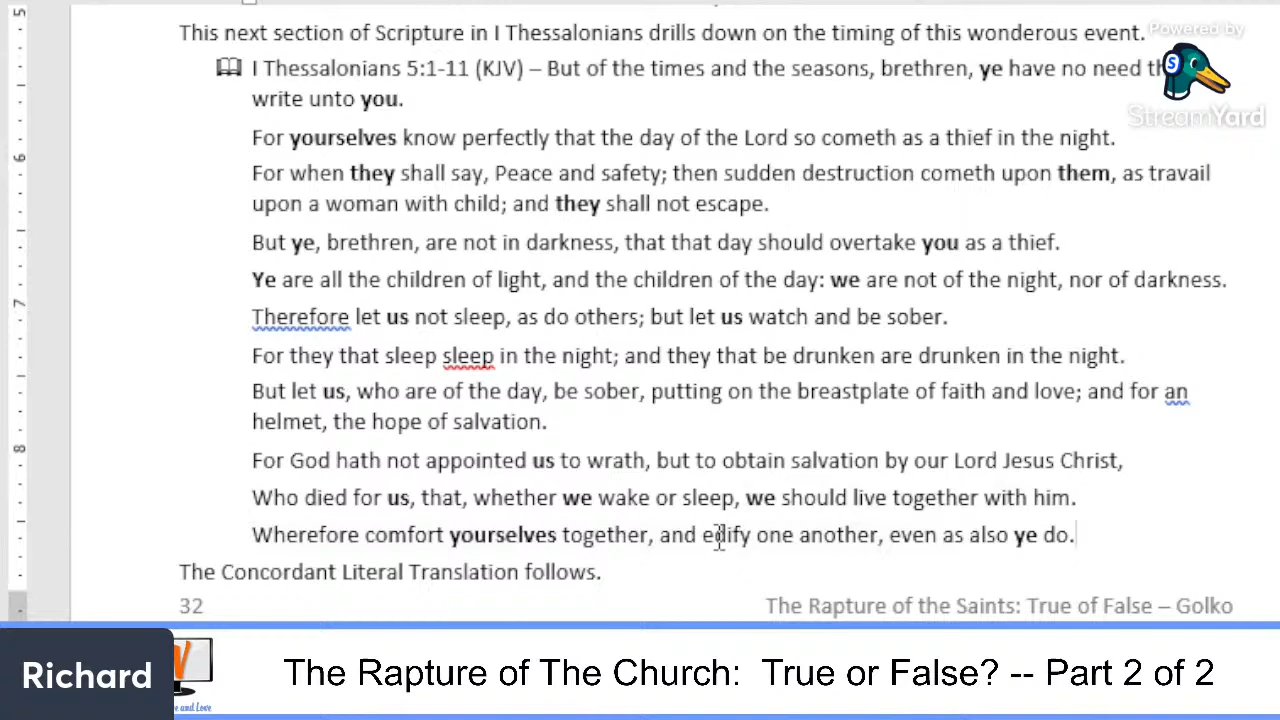 This next section of Scripture in I Thessalonians drills down on the timing of this wonderous event.
Powered by
I Thessalonians 5:1-11 (KJV) – But of the times and the seasons, brethren, ye have no need
write unto you.
StreamYard
For yourselves know perfectly that the day of the Lord so cometh as a thief in the night.
For when they shall say, Peace and safety; then sudden destruction cometh upon them, as travail
upon a woman with child; and they shall not escape.
But ye, brethren, are not in darkness, that that day should overtake you as a thief.
Ye are all the children of light, and the children of the day: we are not of the night, nor of darkness.
Therefore let us not sleep, as do others; but let us watch and be sober.
For they that sleep sleep in the night; and they that be drunken are drunken in the night.
But let us, who are of the day, be sober, putting on the breastplate of faith and love; and for an
helmet, the hope of salvation.
For God hath not appointed us to wrath, but to obtain salvation by our Lord Jesus Christ,
Who died for us, that, whether we wake or sleep, we should live together with him.
Wherefore comfort yourselves together, and edify one another, even as also ye do.
The Concordant Literal Translation follows.
32
The Rapture of the Saints: True of False – Golko
Richard
The Rapture of The Church: True or False? -- Part 2 of 2
e and Love
5
6
7
8